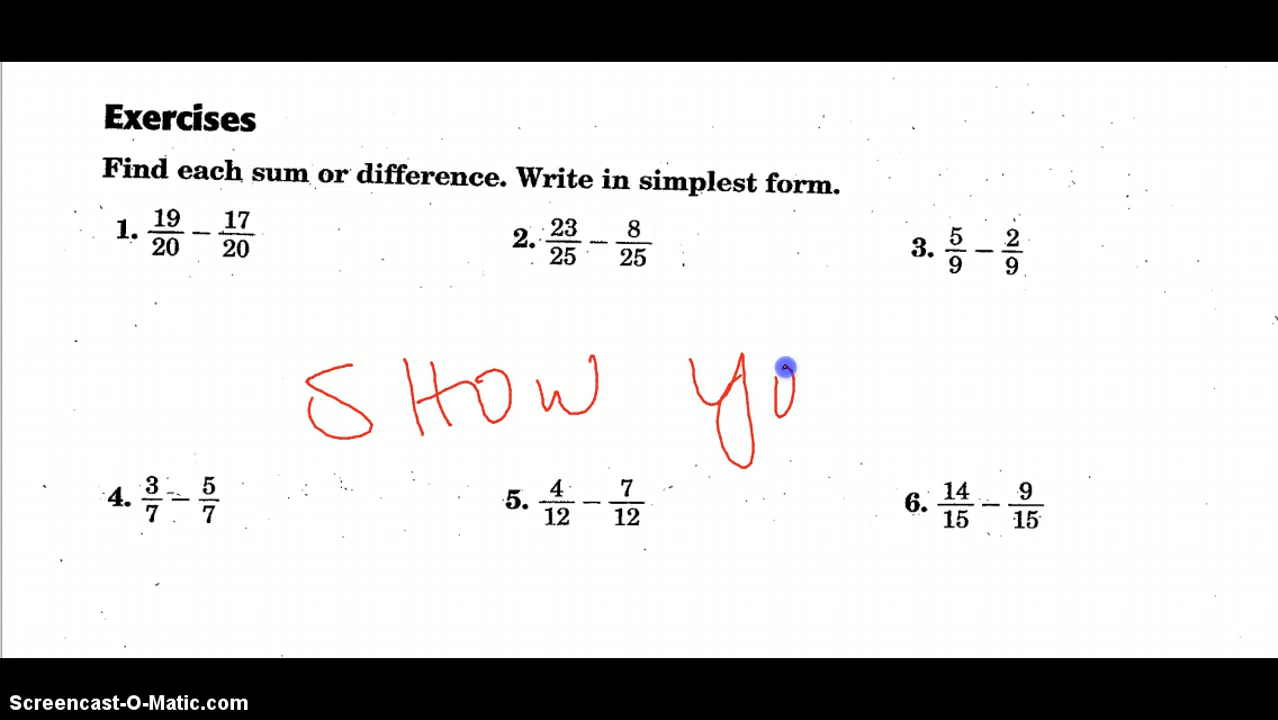 Exercises
Find each sum or difference. Write in simplest form.
1. 19/20 − 17/20
2. 23/25 − 8/25
3. 5/9 − 2/9
SHOW YO
4. 3/7 − 5/7
5. 4/12 − 7/12
6. 14/15 − 9/15
Screencast-O-Matic.com